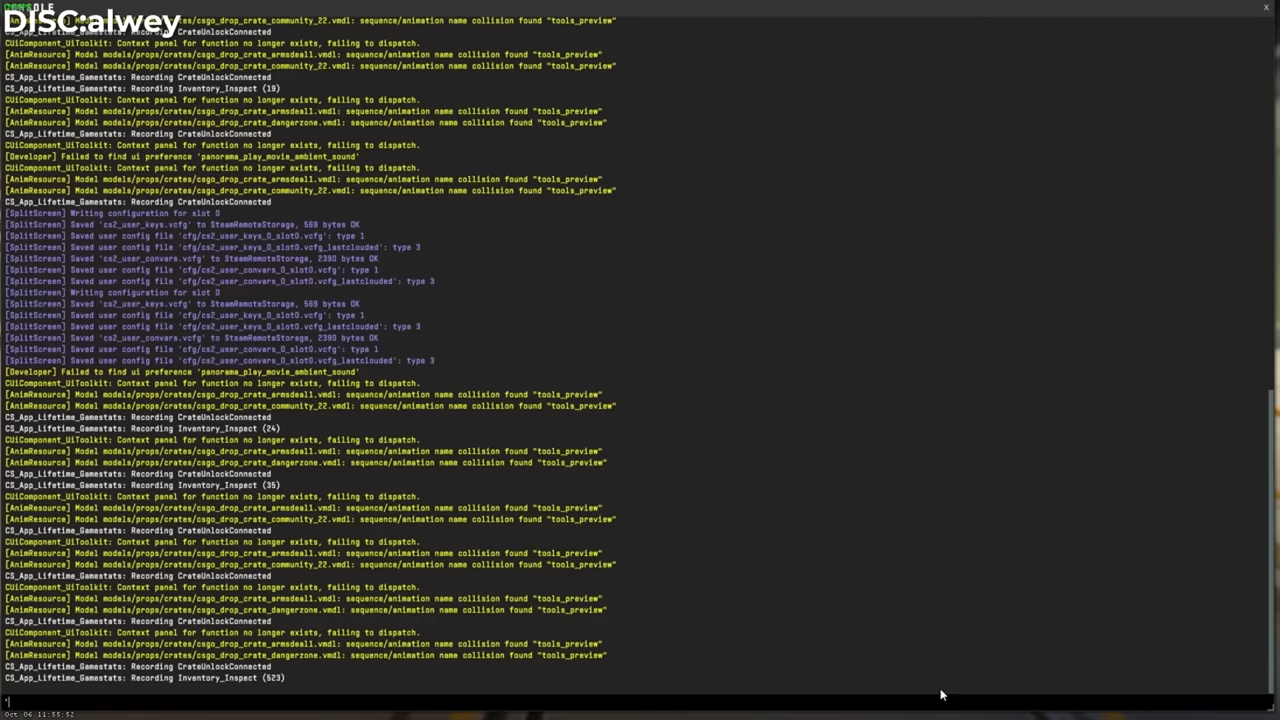 CONSOLE
X
DISC:alwey
[AnimResource] Model models/props/crates/csgo_drop_crate_community_22.vmdl: sequence/animation name collision found "tools_preview"
CS_App_Lifetime_Gamestats: Recording CrateUnlockConnected
CUiComponent_UiToolkit: Context panel for function no longer exists, failing to dispatch.
[AnimResource] Model models/props/crates/csgo_drop_crate_armsdeal1.vmdl: sequence/animation name collision found "tools_preview"
[AnimResource] Model models/props/crates/csgo_drop_crate_community_22.vmdl: sequence/animation name collision found "tools_preview"
CS_App_Lifetime_Gamestats: Recording CrateUnlockConnected
CS_App_Lifetime_Gamestats: Recording Inventory_Inspect (19)
CUiComponent_UiToolkit: Context panel for function no longer exists, failing to dispatch.
[AnimResource] Model models/props/crates/csgo_drop_crate_armsdeal1.vmdl: sequence/animation name collision found "tools_preview"
[AnimResource] Model models/props/crates/csgo_drop_crate_dangerzone.vmdl: sequence/animation name collision found "tools_preview"
CS_App_Lifetime_Gamestats: Recording CrateUnlockConnected
CUiComponent_UiToolkit: Context panel for function no longer exists, failing to dispatch.
[Developer] Failed to find ui preference 'panorama_play_movie_ambient_sound'
CUiComponent_UiToolkit: Context panel for function no longer exists, failing to dispatch.
[AnimResource] Model models/props/crates/csgo_drop_crate_armsdeal1.vmdl: sequence/animation name collision found "tools_preview"
[AnimResource] Model models/props/crates/csgo_drop_crate_community_22.vmdl: sequence/animation name collision found "tools_preview"
CS_App_Lifetime_Gamestats: Recording CrateUnlockConnected
[SplitScreen] Writing configuration for slot 0
[SplitScreen] Saved 'cs2_user_keys.vcfg' to SteamRemoteStorage, 569 bytes OK
[SplitScreen] Saved user config file 'cfg/cs2_user_keys_0_slot0.vcfg': type 1
[SplitScreen] Saved user config file 'cfg/cs2_user_keys_0_slot0.vcfg_lastclouded': type 3
[SplitScreen] Saved 'cs2_user_convars.vcfg' to SteamRemoteStorage, 2390 bytes OK
[SplitScreen] Saved user config file 'cfg/cs2_user_convars_0_slot0.vcfg': type 1
[SplitScreen] Saved user config file 'cfg/cs2_user_convars_0_slot0.vcfg_lastclouded': type 3
[SplitScreen] Writing configuration for slot 0
[SplitScreen] Saved 'cs2_user_keys.vcfg' to SteamRemoteStorage, 569 bytes OK
[SplitScreen] Saved user config file 'cfg/cs2_user_keys_0_slot0.vcfg': type 1
[SplitScreen] Saved user config file 'cfg/cs2_user_keys_0_slot0.vcfg_lastclouded': type 3
[SplitScreen] Saved 'cs2_user_convars.vcfg' to SteamRemoteStorage, 2390 bytes OK
[SplitScreen] Saved user config file 'cfg/cs2_user_convars_0_slot0.vcfg': type 1
[SplitScreen] Saved user config file 'cfg/cs2_user_convars_0_slot0.vcfg_lastclouded': type 3
[Developer] Failed to find ui preference 'panorama_play_movie_ambient_sound'
CUiComponent_UiToolkit: Context panel for function no longer exists, failing to dispatch.
[AnimResource] Model models/props/crates/csgo_drop_crate_armsdeal1.vmdl: sequence/animation name collision found "tools_preview"
[AnimResource] Model models/props/crates/csgo_drop_crate_community_22.vmdl: sequence/animation name collision found "tools_preview"
CS_App_Lifetime_Gamestats: Recording CrateUnlockConnected
CS_App_Lifetime_Gamestats: Recording Inventory_Inspect (24)
CUiComponent_UiToolkit: Context panel for function no longer exists, failing to dispatch.
[AnimResource] Model models/props/crates/csgo_drop_crate_armsdeal1.vmdl: sequence/animation name collision found "tools_preview"
[AnimResource] Model models/props/crates/csgo_drop_crate_dangerzone.vmdl: sequence/animation name collision found "tools_preview"
CS_App_Lifetime_Gamestats: Recording CrateUnlockConnected
CS_App_Lifetime_Gamestats: Recording Inventory_Inspect (35)
CUiComponent_UiToolkit: Context panel for function no longer exists, failing to dispatch.
[AnimResource] Model models/props/crates/csgo_drop_crate_armsdeal1.vmdl: sequence/animation name collision found "tools_preview"
[AnimResource] Model models/props/crates/csgo_drop_crate_community_22.vmdl: sequence/animation name collision found "tools_preview"
CS_App_Lifetime_Gamestats: Recording CrateUnlockConnected
[AnimResource] Model models/props/crates/csgo_drop_crate_armsdeal1.vmdl: sequence/animation name collision found "tools_preview"
[AnimResource] Model models/props/crates/csgo_drop_crate_community_22.vmdl: sequence/animation name collision found "tools_preview"
CS_App_Lifetime_Gamestats: Recording CrateUnlockConnected
CUiComponent_UiToolkit: Context panel for function no longer exists, failing to dispatch.
[AnimResource] Model models/props/crates/csgo_drop_crate_armsdeal1.vmdl: sequence/animation name collision found "tools_preview"
[AnimResource] Model models/props/crates/csgo_drop_crate_dangerzone.vmdl: sequence/animation name collision found "tools_preview"
CS_App_Lifetime_Gamestats: Recording CrateUnlockConnected
CUiComponent_UiToolkit: Context panel for function no longer exists, failing to dispatch.
[AnimResource] Model models/props/crates/csgo_drop_crate_armsdeal1.vmdl: sequence/animation name collision found "tools_preview"
[AnimResource] Model models/props/crates/csgo_drop_crate_dangerzone.vmdl: sequence/animation name collision found "tools_preview"
CS_App_Lifetime_Gamestats: Recording CrateUnlockConnected
CS_App_Lifetime_Gamestats: Recording Inventory_Inspect (523)
'
Oct-06 11:55:52